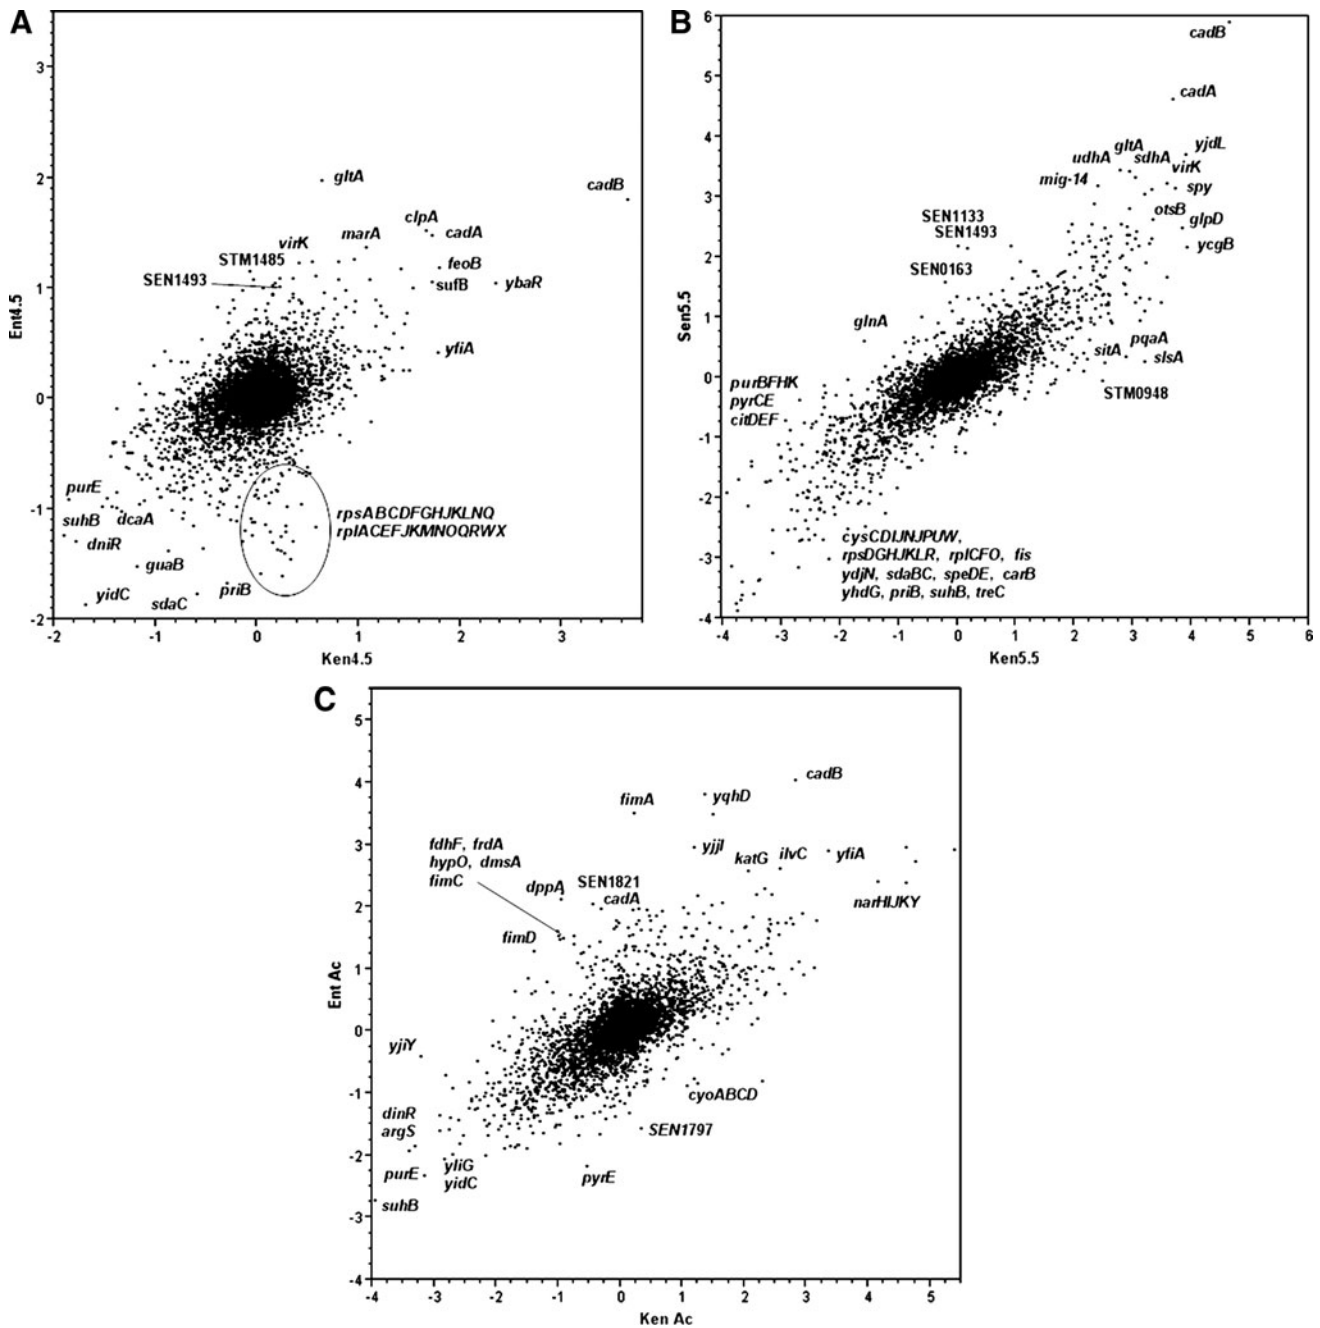 A
3
2
1
0
-1
-2
-2
-1
0
1
2
3
Ent4.5
Ken4.5
gltA
cadB
clpA
marA
cadA
virK
STM1485
feoB
SEN1493
sufB
ybaR
yfiA
purE
rpsABCDFGHJKLNQ
suhB
dcaA
rplACEFJKMNOQRWX
dniR
guaB
yidC
priB
sdaC
B
6
5
4
3
2
1
0
-1
-2
-3
-4
-4
-3
-2
-1
0
1
2
3
4
5
6
Sen5.5
Ken5.5
cadB
cadA
gltA
yjdL
udhA
sdhA
virK
mig-14
spy
otsB
SEN1133
glpD
SEN1493
ycgB
SEN0163
glnA
pqaA
sitA
slsA
purBFHK
STM0948
pyrCE
citDEF
cysCDIJNJPUW,
rpsDGHJKLR, rplCFO, fis
ydjN, sdaBC, speDE, carB
yhdG, priB, suhB, treC
C
5
4
3
2
1
0
-1
-2
-3
-4
-4
-3
-2
-1
0
1
2
3
4
5
Ent Ac
Ken Ac
cadB
fimA
yqhD
fdhF, frdA
yjjI
hypO, dmsA
katG
ilvC
yfiA
fimC
dppA
SEN1821
cadA
narHIJKY
fimD
yjiY
cyoABCD
dinR
argS
SEN1797
purE
yliG
yidC
pyrE
suhB